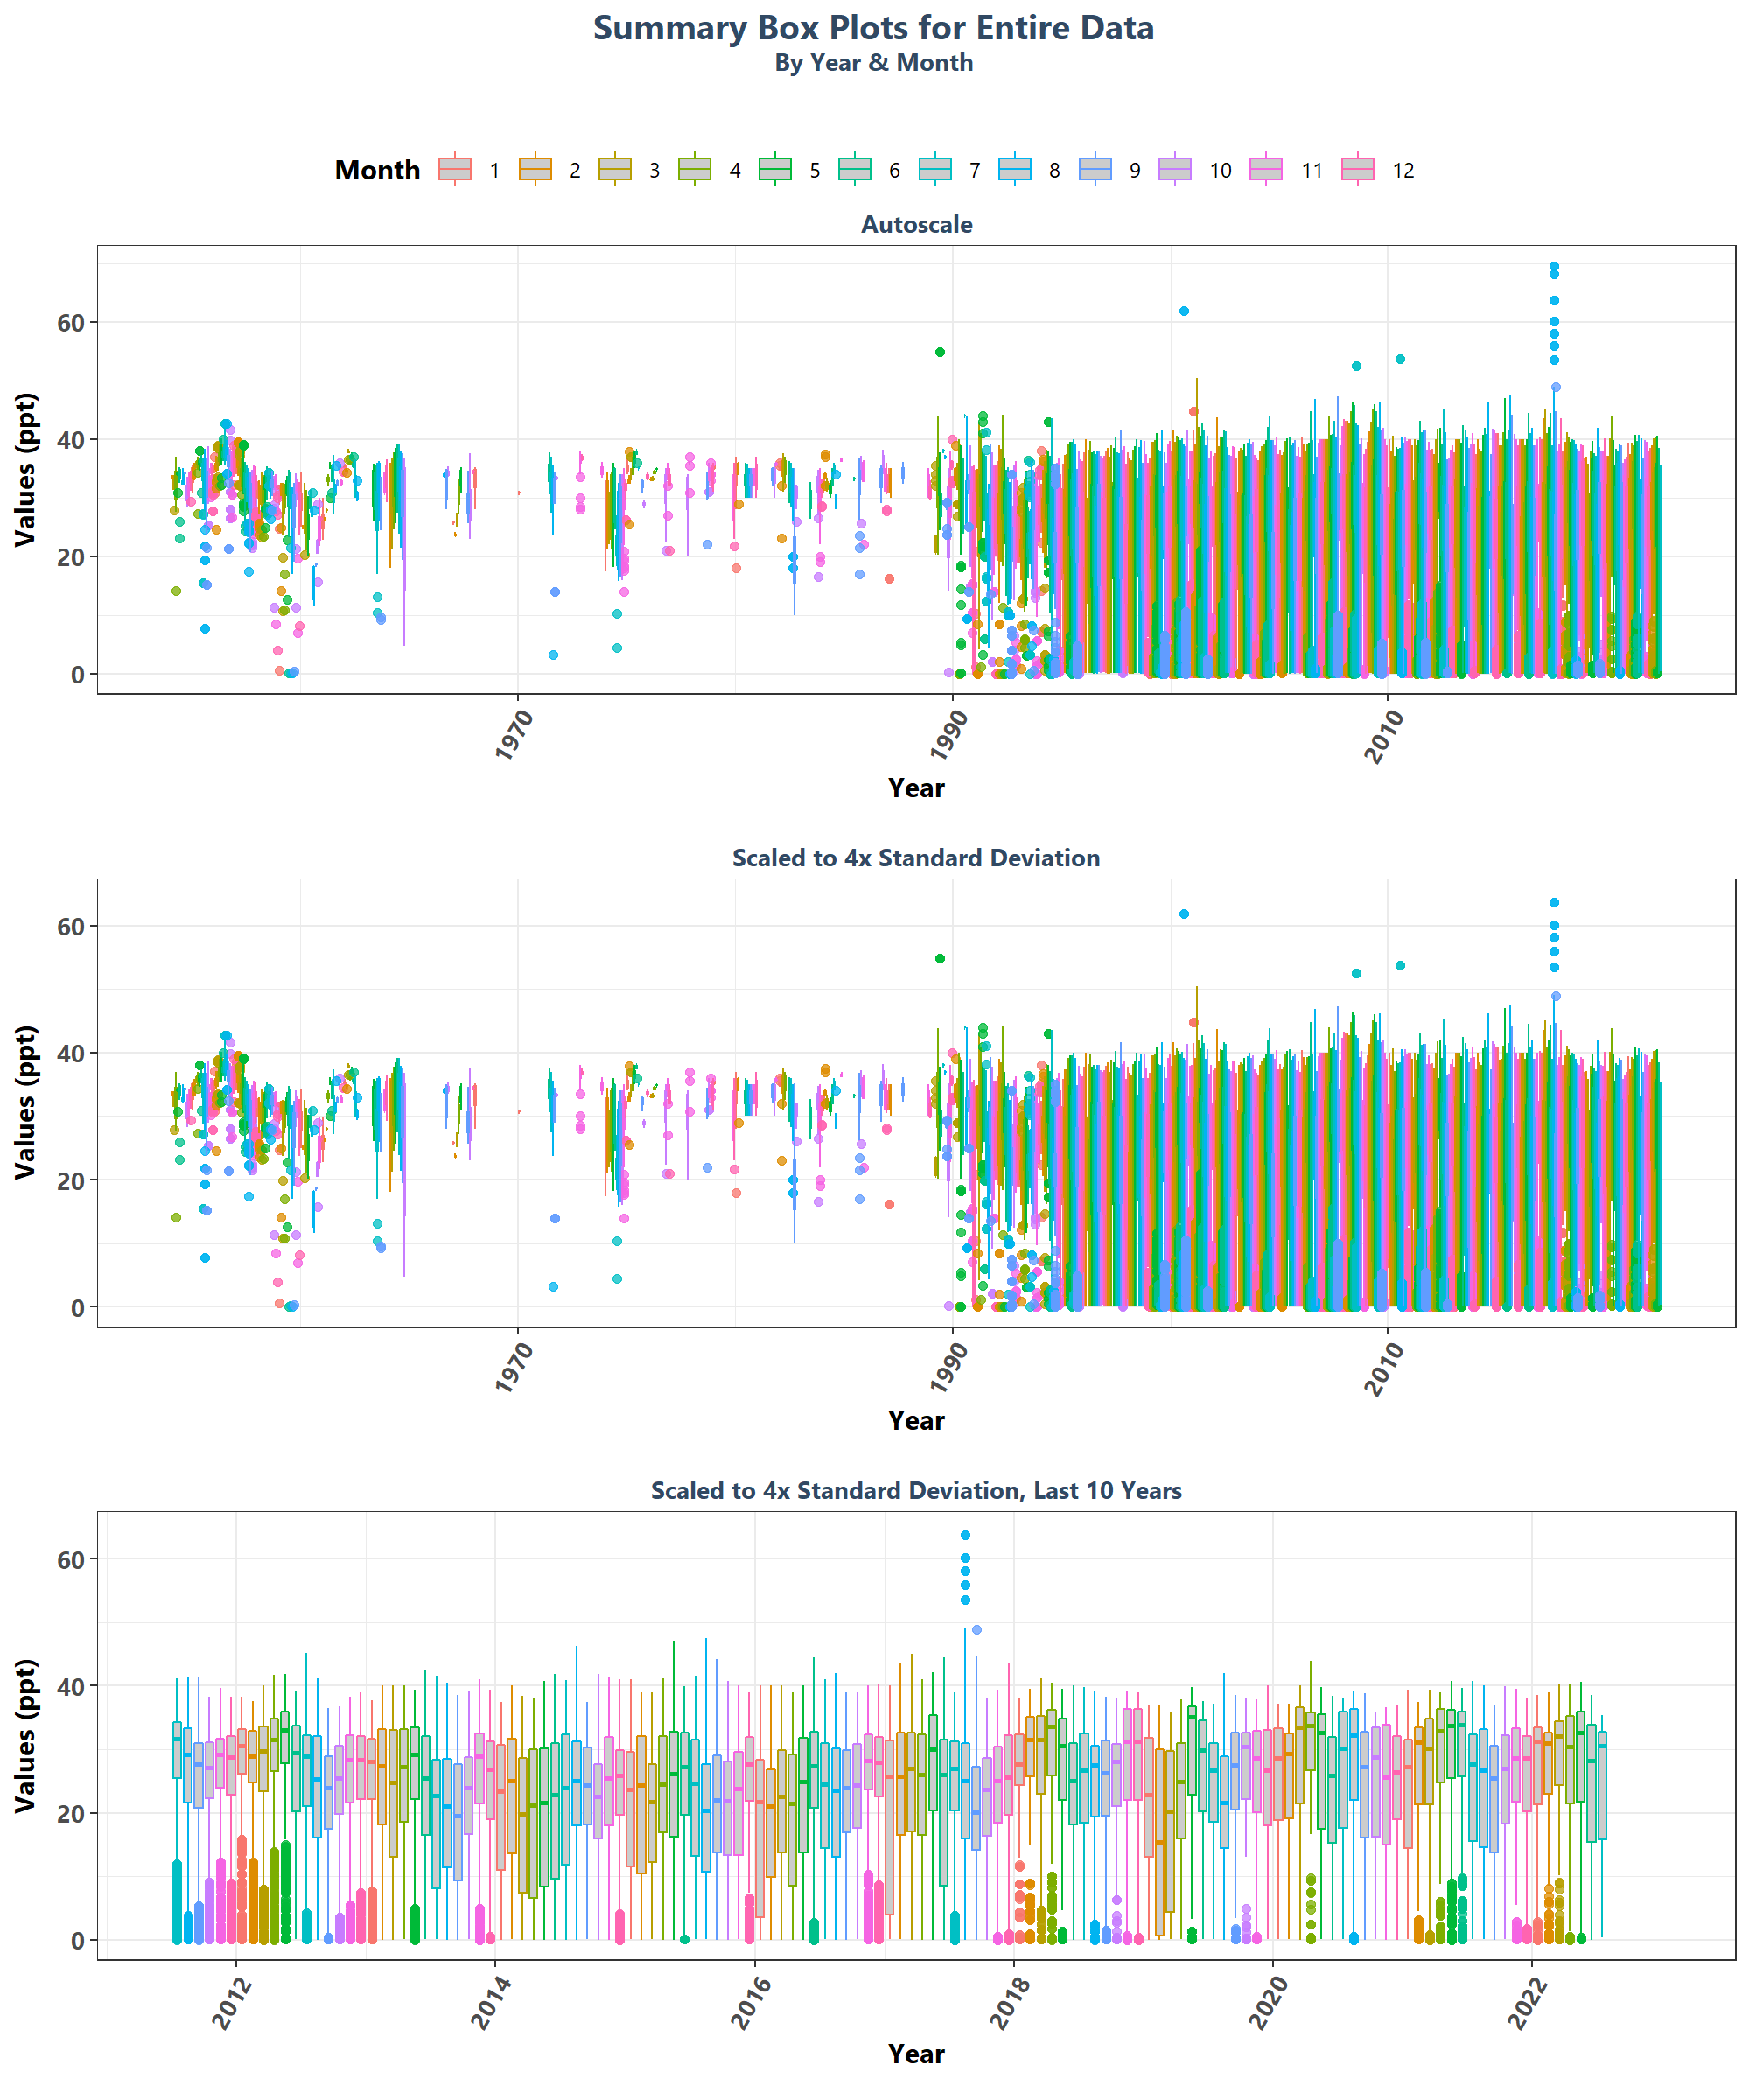 Summary Box Plots for Entire Data
By Year & Month
Month 1 2 3 4 5 6 7 8 9 10 11 12
Autoscale
Values (ppt)
60
40
20
0
1970 1990 2010
Year
Scaled to 4x Standard Deviation
Values (ppt)
60
40
20
0
1970 1990 2010
Year
Scaled to 4x Standard Deviation, Last 10 Years
Values (ppt)
60
40
20
0
2012 2014 2016 2018 2020 2022
Year